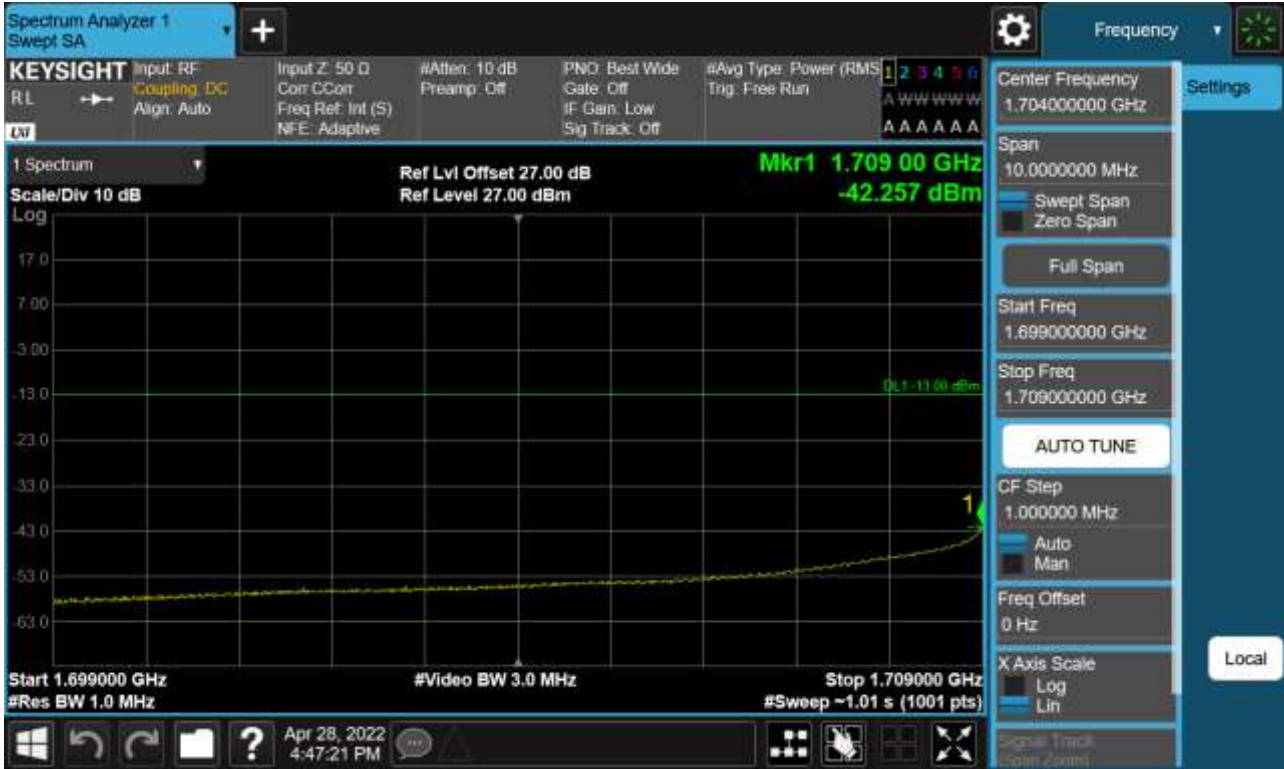 Spectrum Analyzer 1
Swept SA
+
Frequency
KEYSIGHT
RL
LXI
Input: RF
Coupling: DC
Align: Auto
Input Z: 50 Ω
Corr CCorr
Freq Ref: Int (S)
NFE: Adaptive
#Atten: 10 dB
Preamp: Off
PNO: Best Wide
Gate: Off
IF Gain: Low
Sig Track: Off
#Avg Type: Power (RMS
Trig: Free Run
1 2 3 4 5 6
A W W W W W
A A A A A A
1 Spectrum
Scale/Div 10 dB
Log
Ref Lvl Offset 27.00 dB
Ref Level 27.00 dBm
Mkr1 1.709 00 GHz
-42.257 dBm
17.0
7.00
-3.00
-13.0
DL1 -13.00 dBm
-23.0
-33.0
1
-43.0
-53.0
-63.0
Start 1.699000 GHz
#Res BW 1.0 MHz
#Video BW 3.0 MHz
Stop 1.709000 GHz
#Sweep ~1.01 s (1001 pts)
Center Frequency
1.704000000 GHz
Span
10.0000000 MHz
Swept Span
Zero Span
Full Span
Start Freq
1.699000000 GHz
Stop Freq
1.709000000 GHz
AUTO TUNE
CF Step
1.000000 MHz
Auto
Man
Freq Offset
0 Hz
X Axis Scale
Log
Lin
Signal Track
(Span Zoom)
Settings
Local
?
Apr 28, 2022
4:47:21 PM